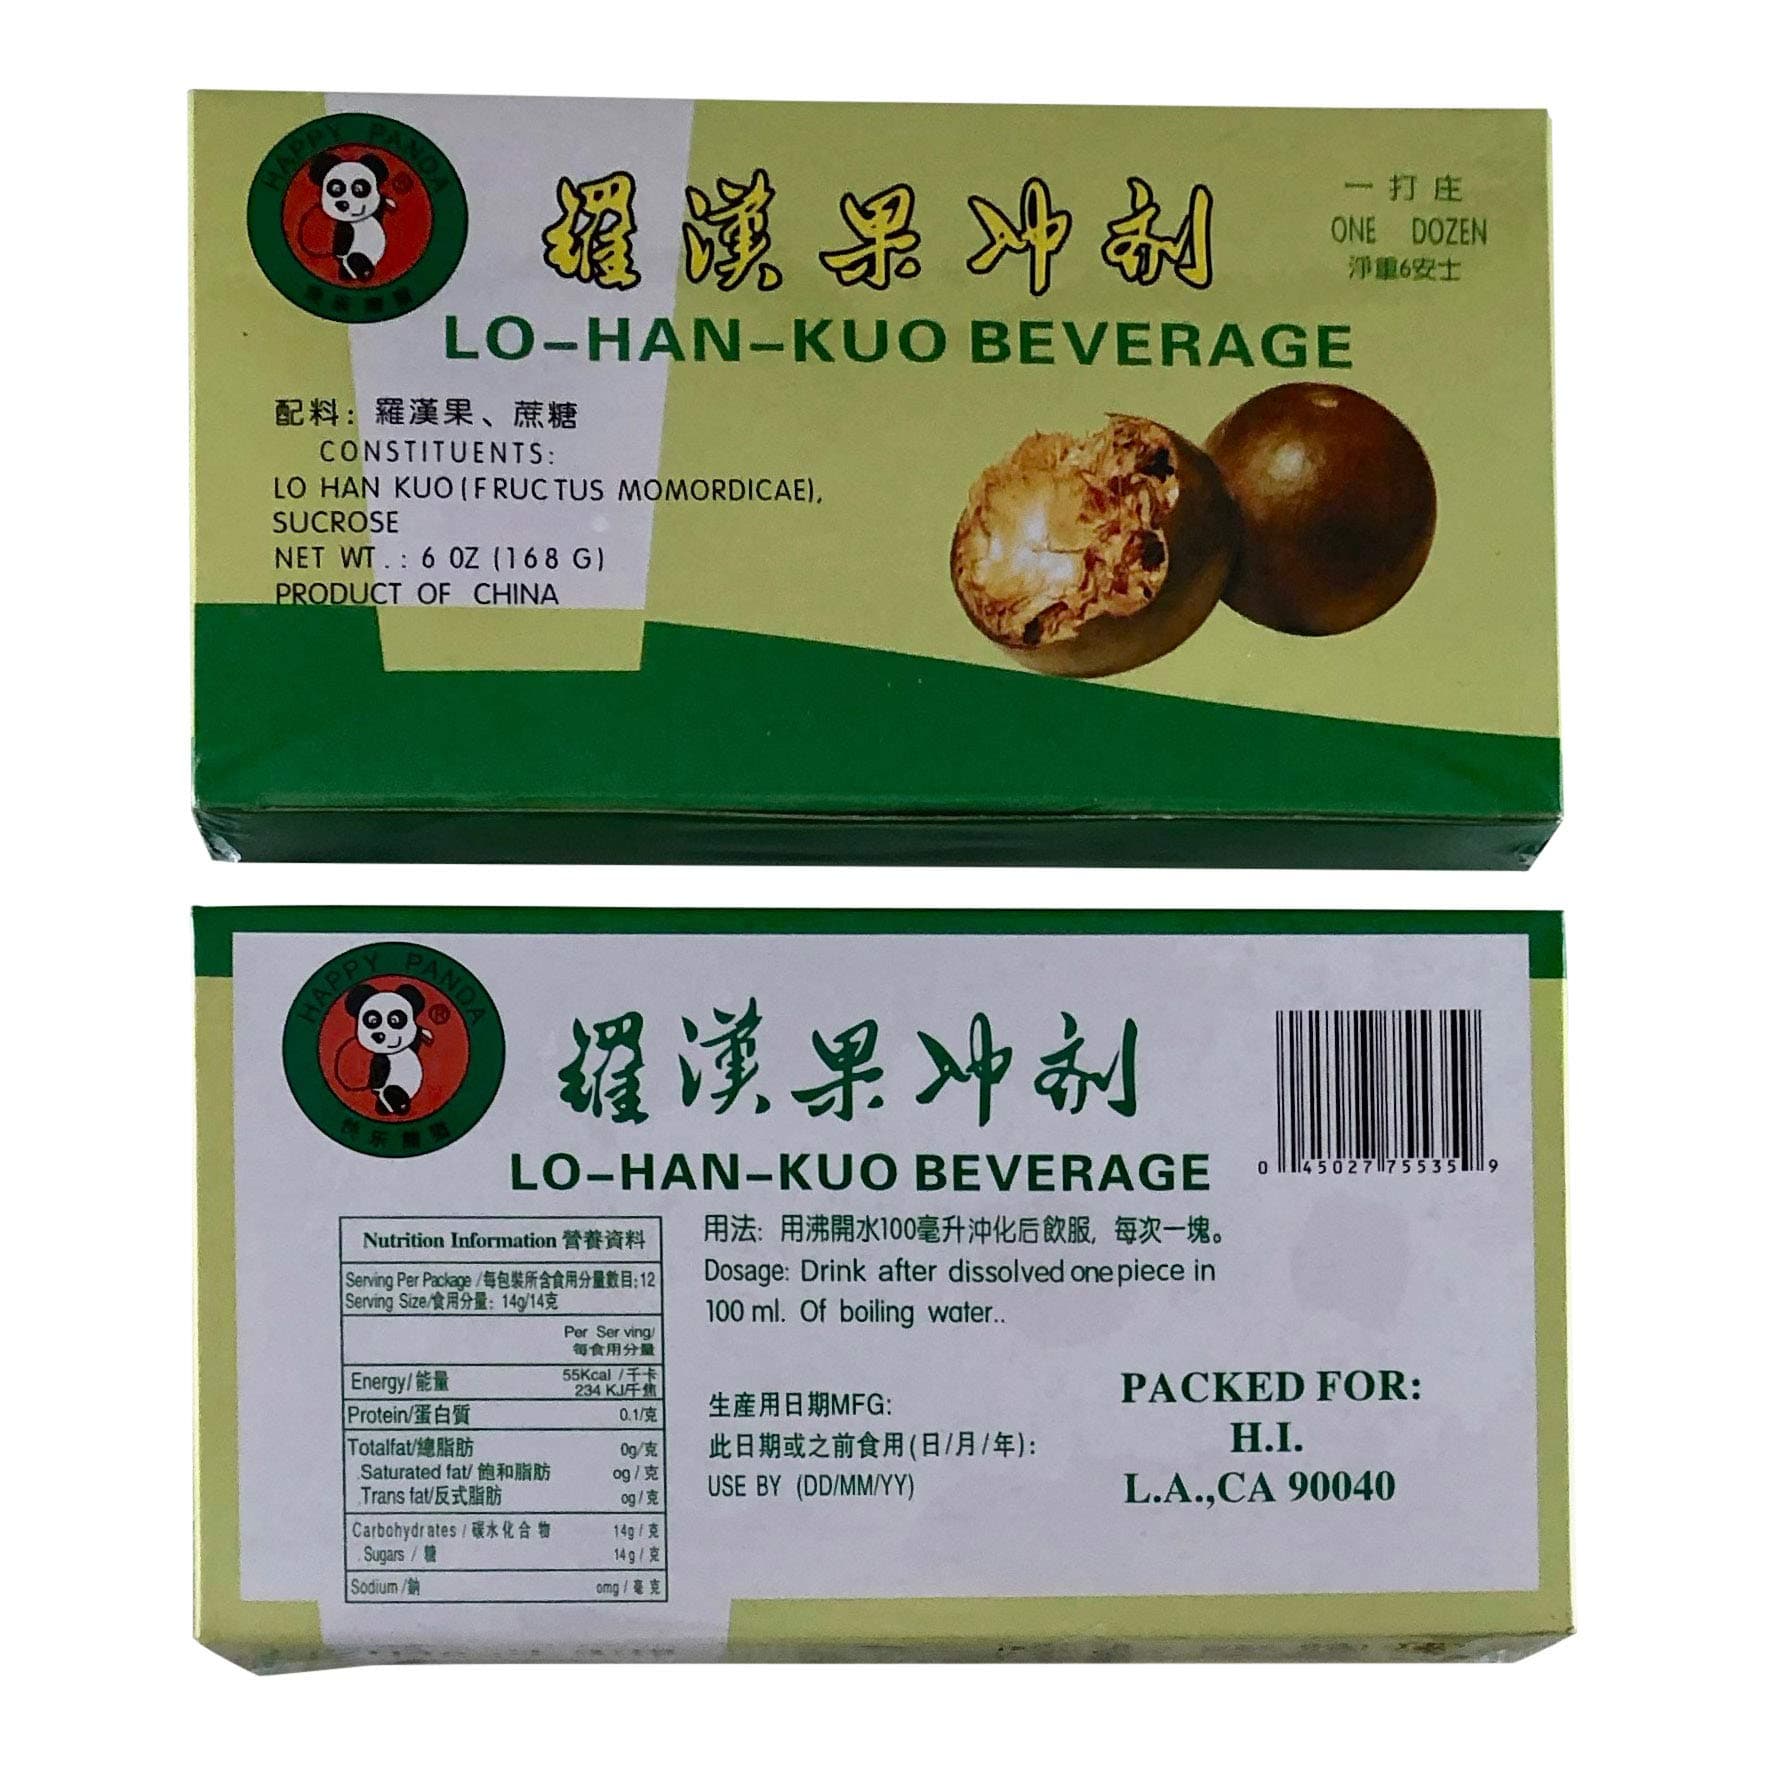 HAPPY PANDA
®
羅漢果冲剂
一打庄
ONE DOZEN
淨重6安士
LO-HAN-KUO BEVERAGE
配料: 羅漢果、蔗糖
CONSTITUENTS:
LO HAN KUO(FRUCTUS MOMORDICAE),
SUCROSE
NET WT.: 6 OZ (168 G)
PRODUCT OF CHINA
HAPPY PANDA
®
羅漢果冲剂
LO-HAN-KUO BEVERAGE
0 45027 75535 9
Nutrition Information 營養資料
Serving Per Package /每包裝所含食用分量數目: 12
Serving Size/食用分量: 14g/14克
Per Ser ving/
每食用分量
Energy/能量 55Kcal /千卡
234 KJ/千焦
Protein/蛋白質 0.1/克
Totalfat/總脂肪 0g/克
.Saturated fat/ 飽和脂肪 og / 克
.Trans fat/反式脂肪 og / 克
Carbohydrates / 碳水化合物 14g / 克
.Sugars / 糖 14g / 克
Sodium /鈉 omg / 毫克
用法: 用沸開水100毫升沖化后飲服, 每次一塊。
Dosage: Drink after dissolved one piece in
100 ml. Of boiling water..
生産用日期MFG:
此日期或之前食用(日/月/年):
USE BY (DD/MM/YY)
PACKED FOR:
H.I.
L.A.,CA 90040